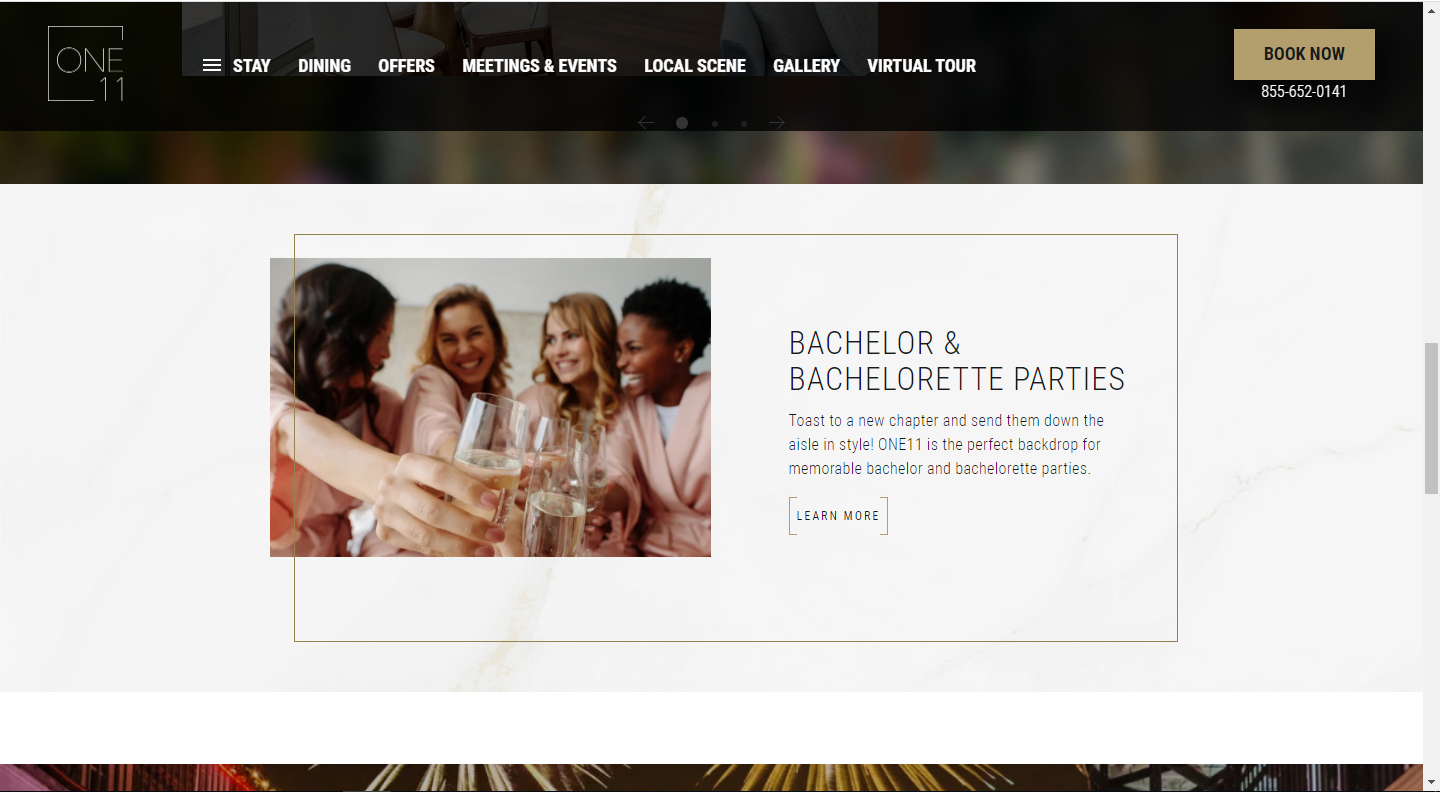 ONE
11
STAY DINING OFFERS MEETINGS & EVENTS LOCAL SCENE GALLERY VIRTUAL TOUR
BOOK NOW
855-652-0141
BACHELOR &
BACHELORETTE PARTIES
Toast to a new chapter and send them down the
aisle in style! ONE11 is the perfect backdrop for
memorable bachelor and bachelorette parties.
LEARN MORE